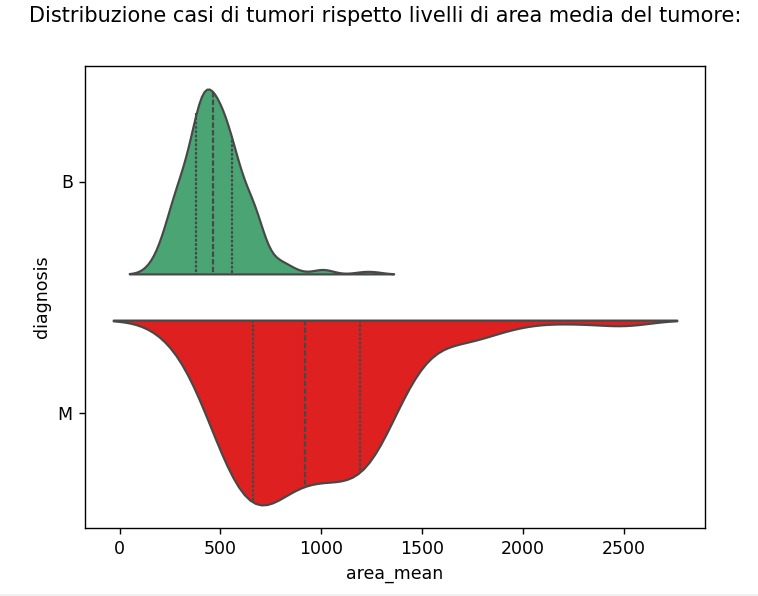 Distribuzione casi di tumori rispetto livelli di area media del tumore:
B
diagnosis
M
0 500 1000 1500 2000 2500
area_mean